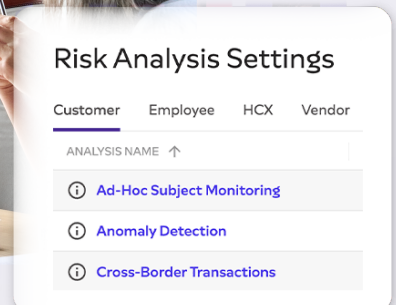 Risk Analysis Settings
Customer Employee HCX Vendor
ANALYSIS NAME ↑
Ad-Hoc Subject Monitoring
Anomaly Detection
Cross-Border Transactions